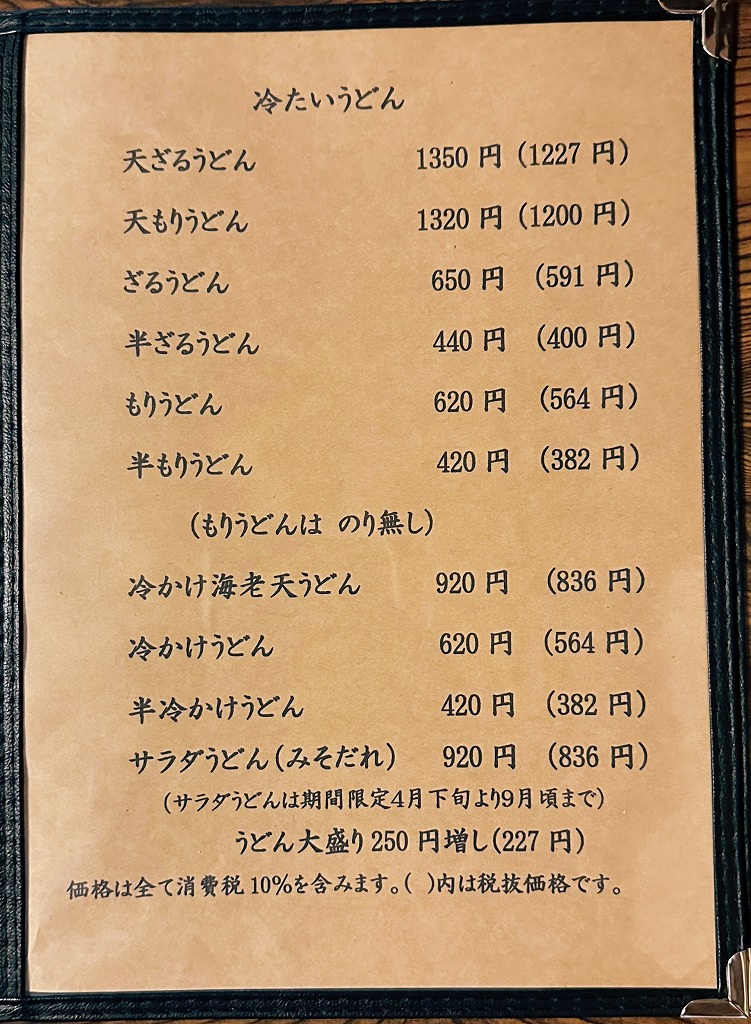 冷たいうどん
天ざるうどん 1350 円 (1227 円)
天もりうどん 1320 円 (1200 円)
ざるうどん 650 円 (591 円)
半ざるうどん 440 円 (400 円)
もりうどん 620 円 (564 円)
半もりうどん 420 円 (382 円)
(もりうどんは のり無し)
冷かけ海老天うどん 920 円 (836 円)
冷かけうどん 620 円 (564 円)
半冷かけうどん 420 円 (382 円)
サラダうどん(みそだれ) 920 円 (836 円)
(サラダうどんは期間限定4月下旬より9月頃まで)
うどん大盛り 250 円増し(227 円)
価格は全て消費税 10%を含みます。( )内は税抜価格です。